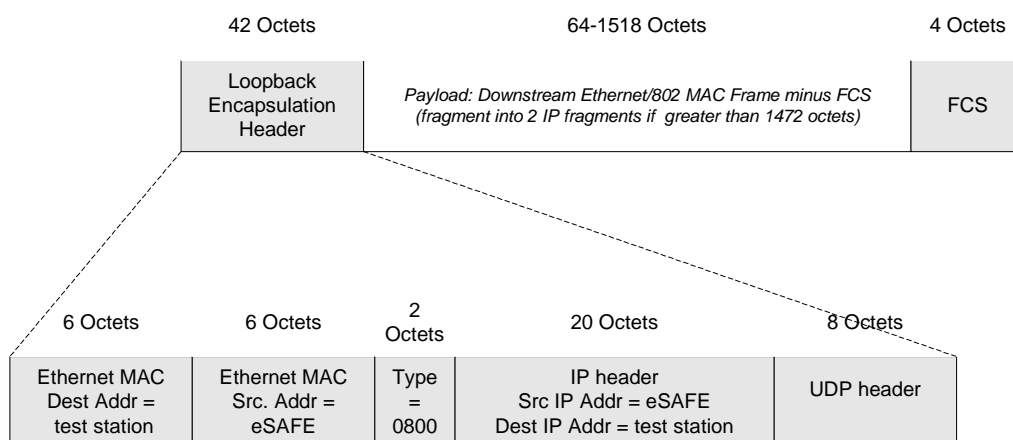 42 Octets
64-1518 Octets
4 Octets
Loopback
Encapsulation
Header
Payload: Downstream Ethernet/802 MAC Frame minus FCS
(fragment into 2 IP fragments if greater than 1472 octets)
FCS
6 Octets
6 Octets
2
Octets
20 Octets
8 Octets
Ethernet MAC
Dest Addr =
test station
Ethernet MAC
Src. Addr =
eSAFE
Type
=
0800
IP header
Src IP Addr = eSAFE
Dest IP Addr = test station
UDP header